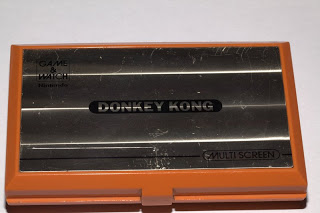 GAME
&
WATCH
Nintendo
DONKEY KONG
MULTI SCREEN